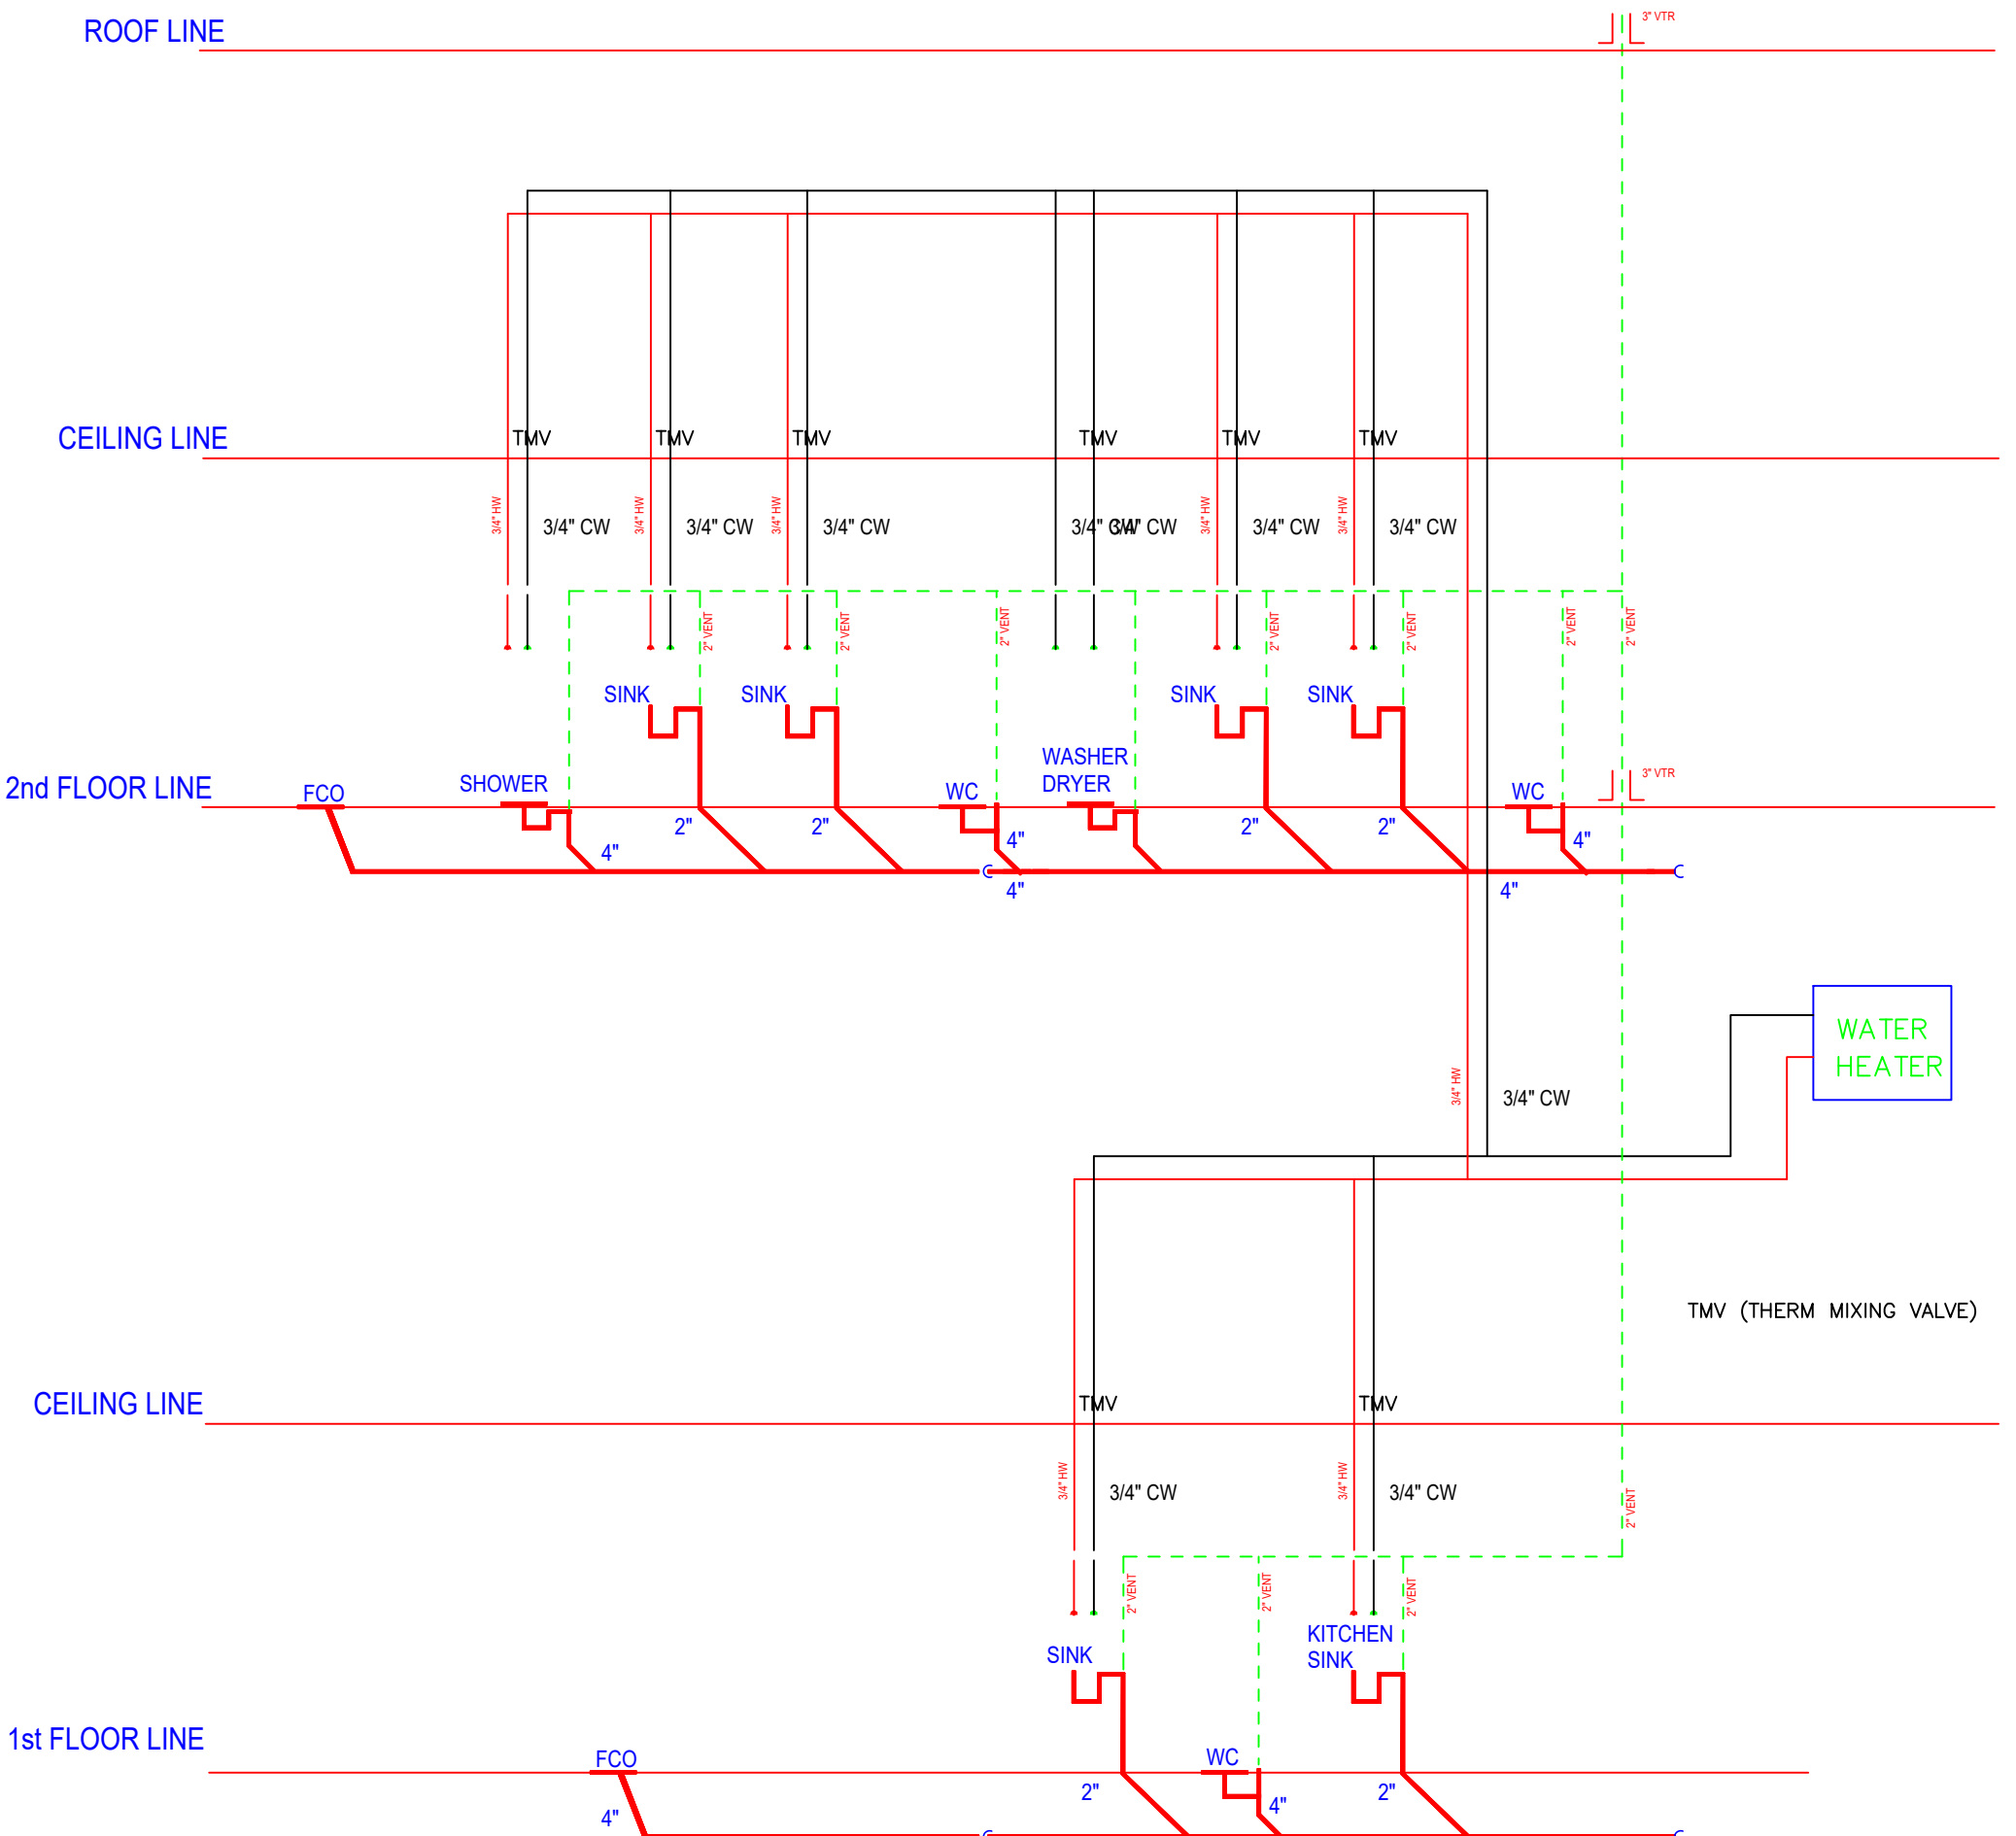 3" VTR
ROOF LINE
CEILING LINE
TMV
TMV
TMV
TMV
TMV
TMV
3/4" HW
3/4" CW
3/4" HW
3/4" CW
3/4" HW
3/4" CW
3/4" CW
3/4" CW
3/4" HW
3/4" CW
3/4" HW
3/4" CW
2" VENT
2" VENT
2" VENT
2" VENT
2" VENT
2" VENT
2" VENT
SINK
SINK
SINK
SINK
WASHER
DRYER
3" VTR
2nd FLOOR LINE
FCO
SHOWER
WC
WC
2"
2"
2"
2"
4"
4"
4"
4"
4"
WATER
HEATER
3/4" HW
3/4" CW
TMV (THERM MIXING VALVE)
CEILING LINE
TMV
TMV
3/4" HW
3/4" CW
3/4" HW
3/4" CW
2" VENT
2" VENT
2" VENT
2" VENT
KITCHEN
SINK
SINK
1st FLOOR LINE
FCO
WC
2"
2"
4"
4"